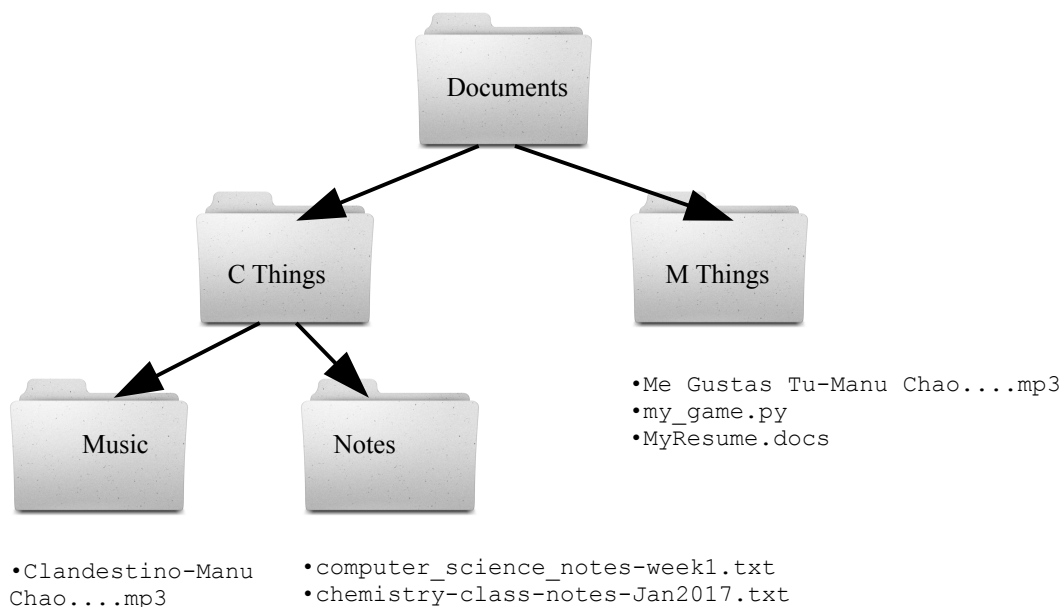 Documents
C Things
M Things
Music
Notes
•Me Gustas Tu-Manu Chao....mp3
•my_game.py
•MyResume.docs
•Clandestino-Manu
Chao....mp3
•computer_science_notes-week1.txt
•chemistry-class-notes-Jan2017.txt